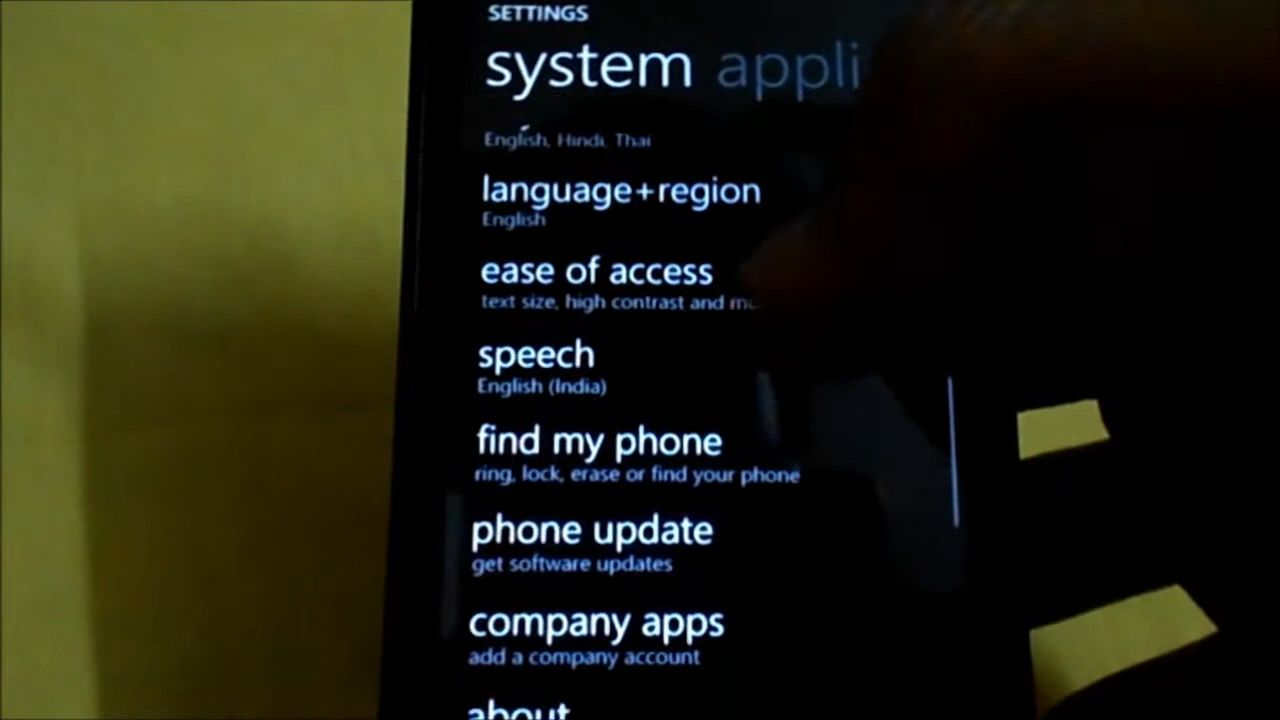 SETTINGS
system appli
English, Hindi, Thai
language+region
English
ease of access
text size, high contrast and
speech
English (India)
find my phone
ring, lock, erase or find your phone
phone update
get software updates
company apps
add a company account
about